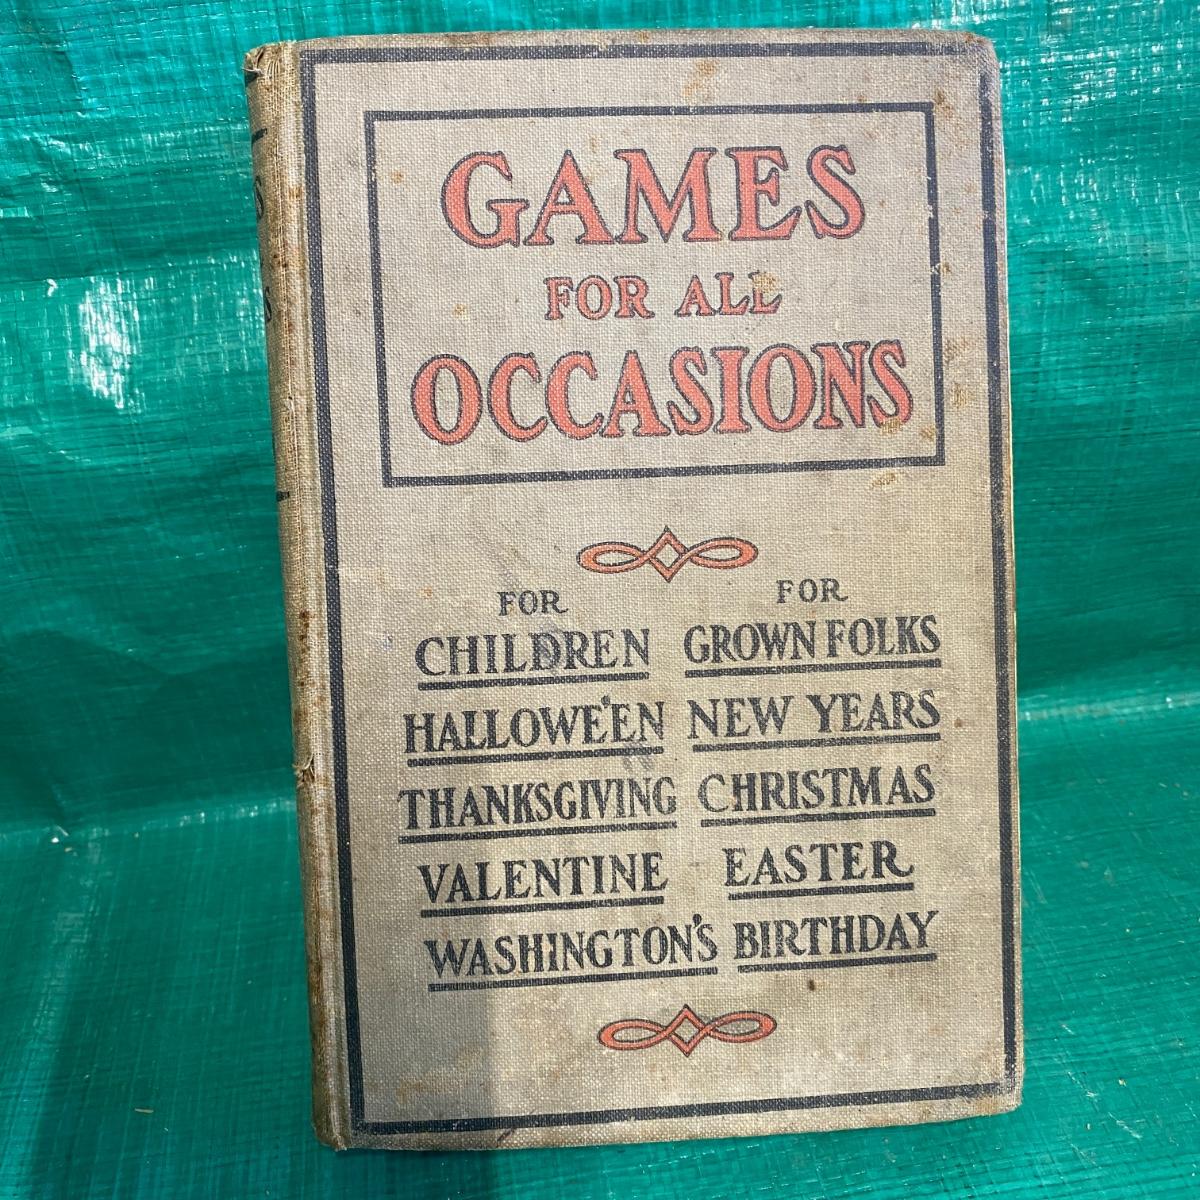 GAMES
FOR ALL
OCCASIONS
FOR FOR
CHILDREN GROWN FOLKS
HALLOWE'EN NEW YEARS
THANKSGIVING CHRISTMAS
VALENTINE EASTER
WASHINGTON'S BIRTHDAY